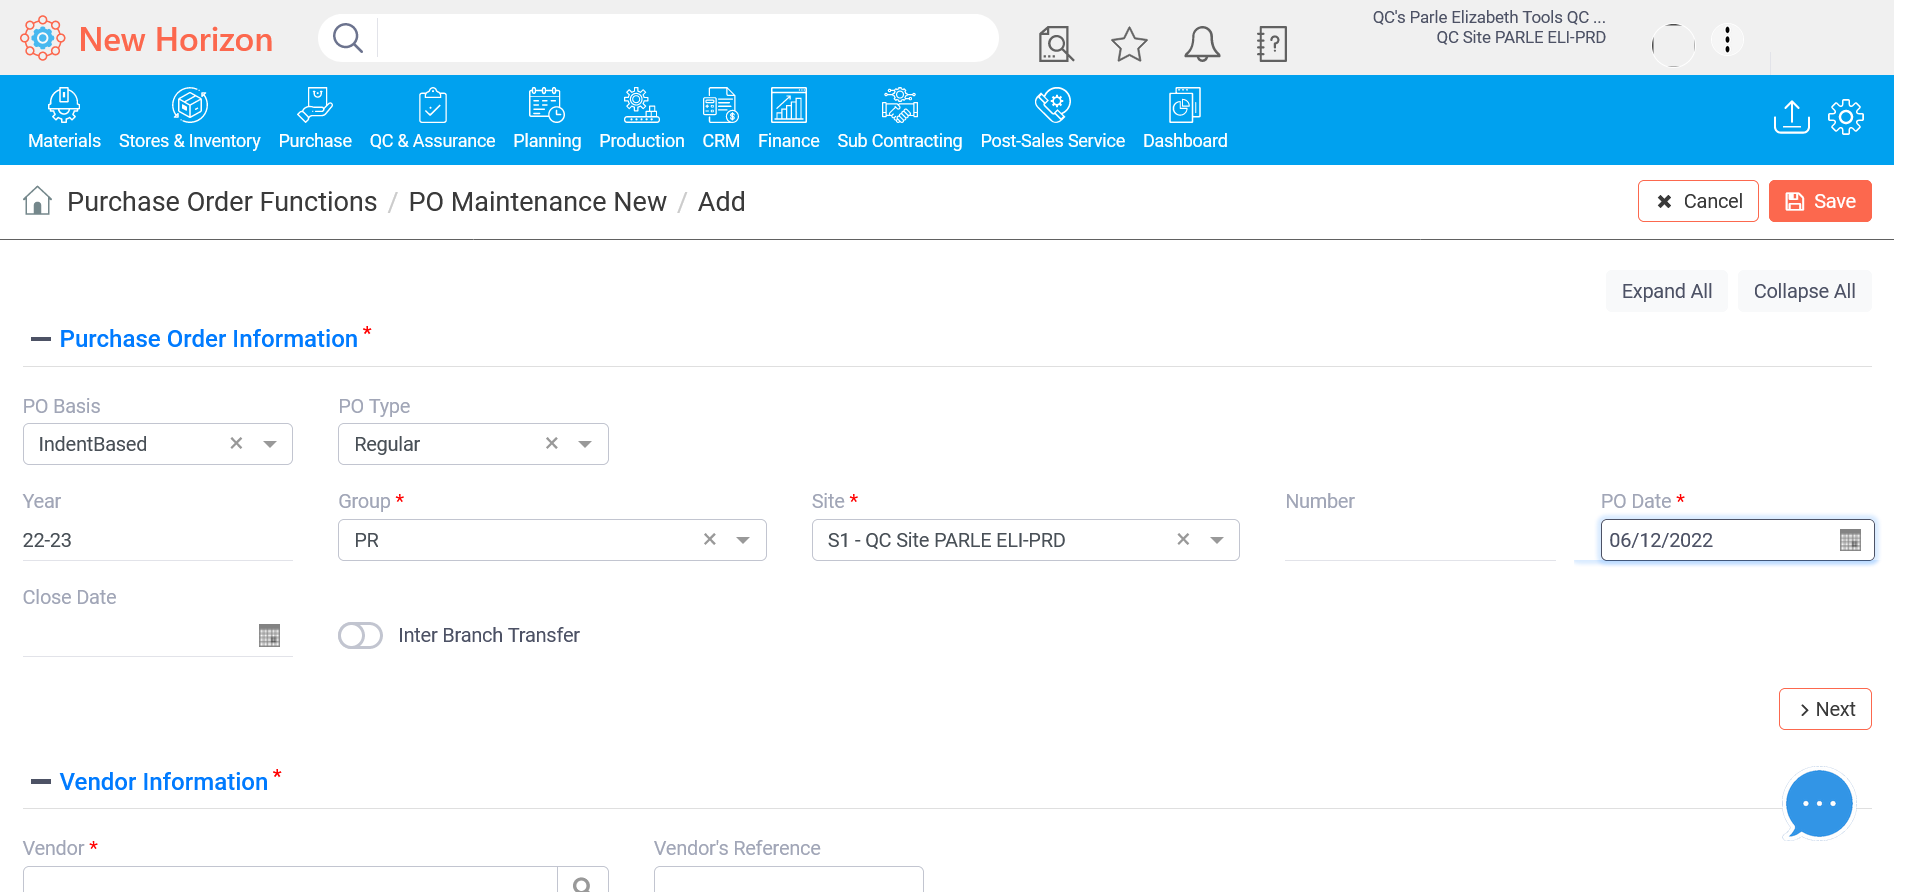 New Horizon
QC's Parle Elizabeth Tools QC ...
QC Site PARLE ELI-PRD
Materials Stores & Inventory Purchase QC & Assurance Planning Production CRM Finance Sub Contracting Post-Sales Service Dashboard
Purchase Order Functions / PO Maintenance New / Add
Cancel Save
Expand All Collapse All
Purchase Order Information *
PO Basis PO Type
IndentBased Regular
Year Group * Site * Number PO Date *
22-23 PR S1 - QC Site PARLE ELI-PRD 06/12/2022
Close Date
Inter Branch Transfer
> Next
Vendor Information *
Vendor * Vendor's Reference